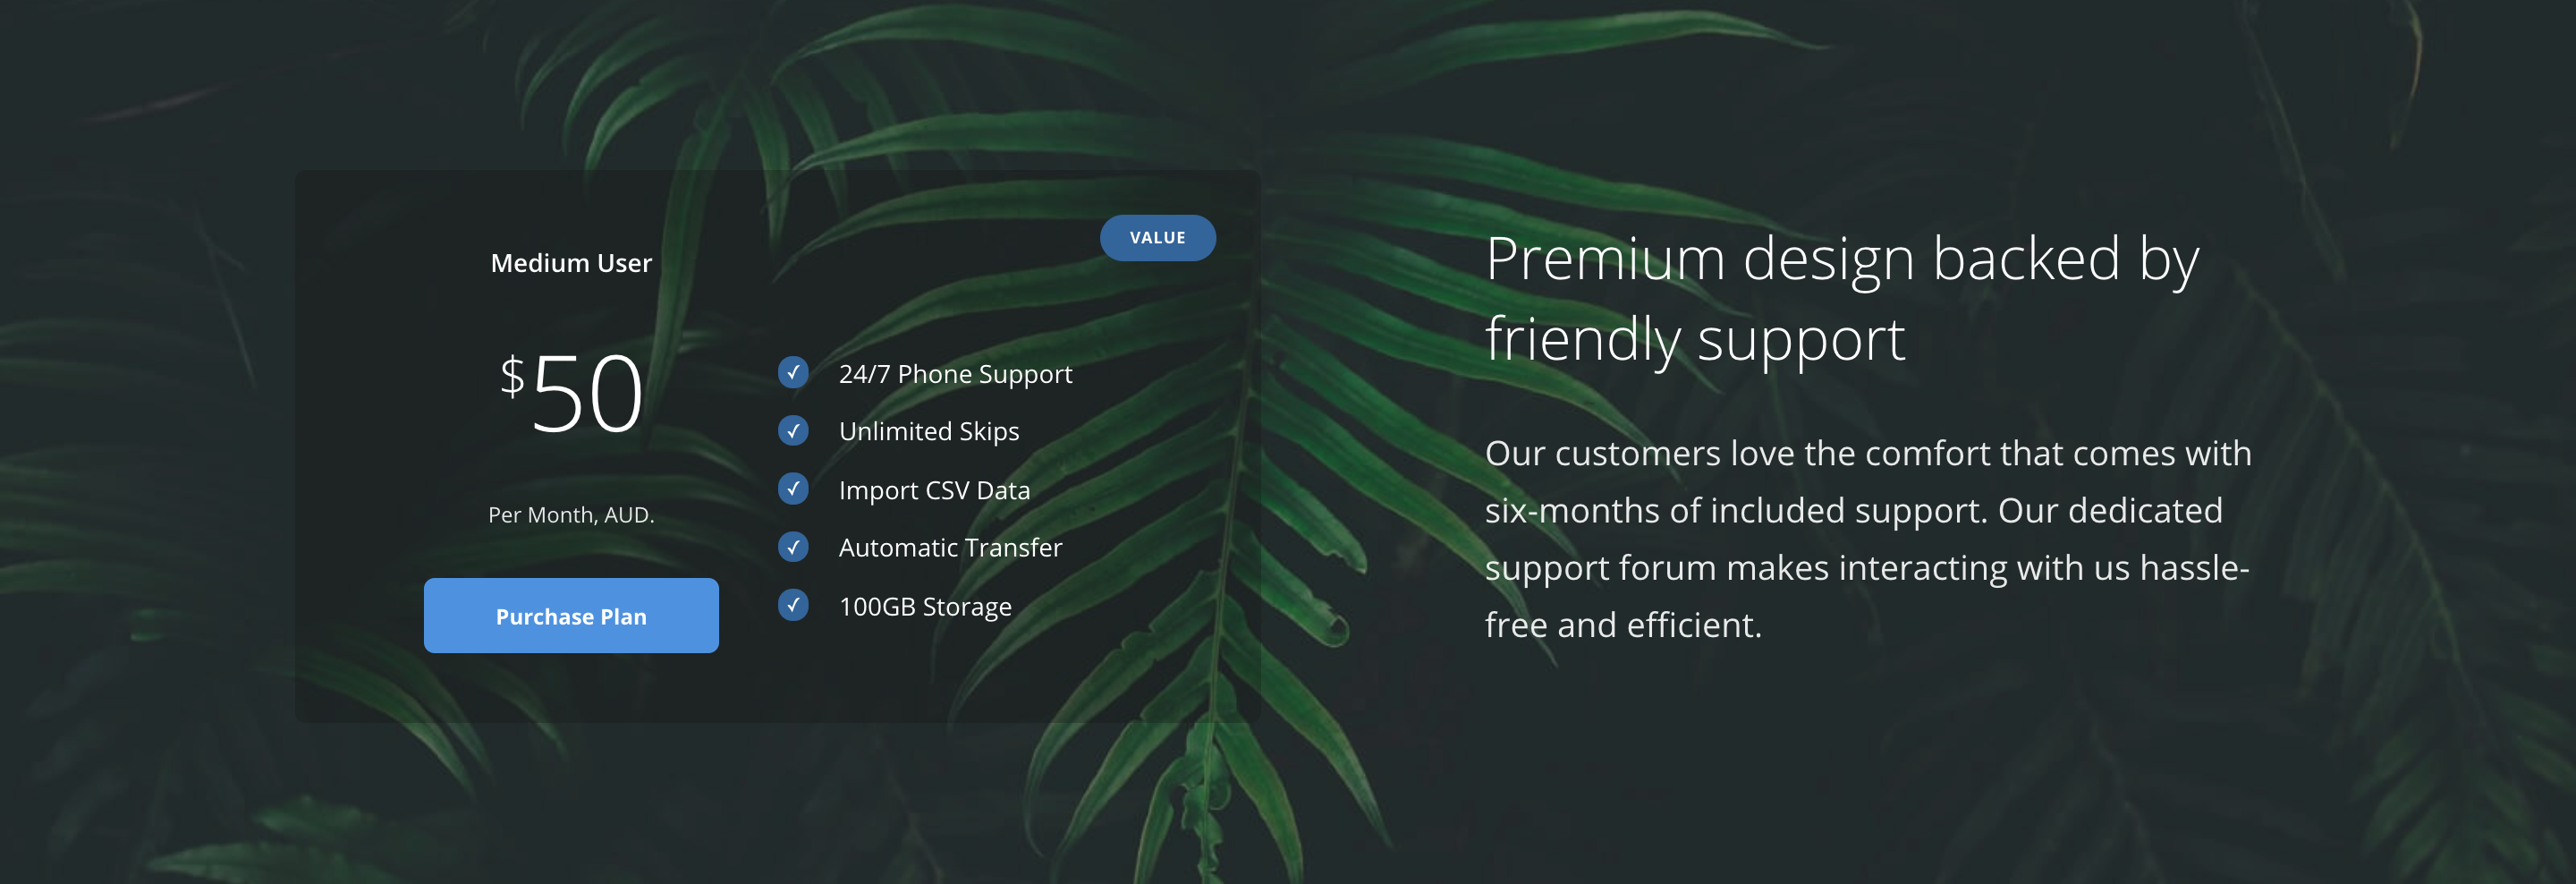 VALUE
Medium User
$50
Per Month, AUD.
Purchase Plan
24/7 Phone Support
Unlimited Skips
Import CSV Data
Automatic Transfer
100GB Storage
Premium design backed by
friendly support
Our customers love the comfort that comes with
six-months of included support. Our dedicated
support forum makes interacting with us hassle-
free and efficient.